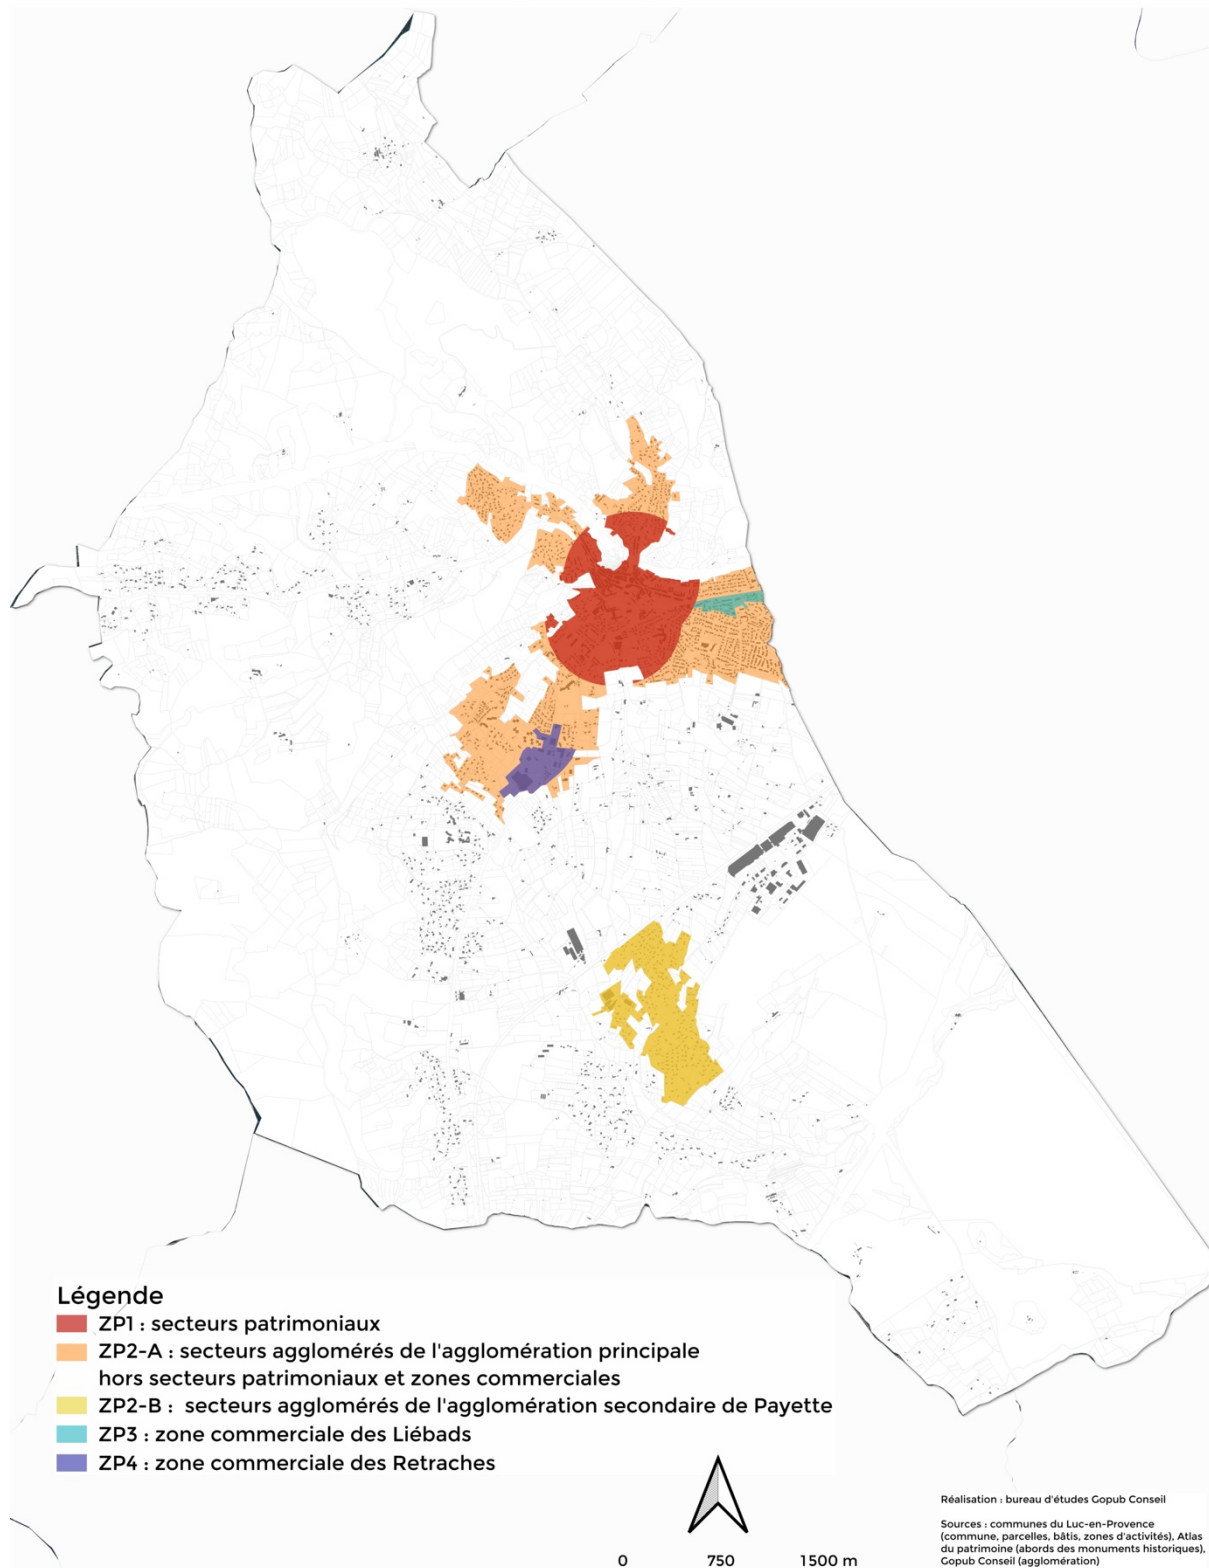 Légende
ZP1 : secteurs patrimoniaux
ZP2-A : secteurs agglomérés de l'agglomération principale
hors secteurs patrimoniaux et zones commerciales
ZP2-B : secteurs agglomérés de l'agglomération secondaire de Payette
ZP3 : zone commerciale des Liébads
ZP4 : zone commerciale des Retraches
0 750 1500 m
Réalisation : bureau d'études Gopub Conseil
Sources : communes du Luc-en-Provence
(commune, parcelles, bâtis, zones d'activités), Atlas
du patrimoine (abords des monuments historiques),
Gopub Conseil (agglomération)